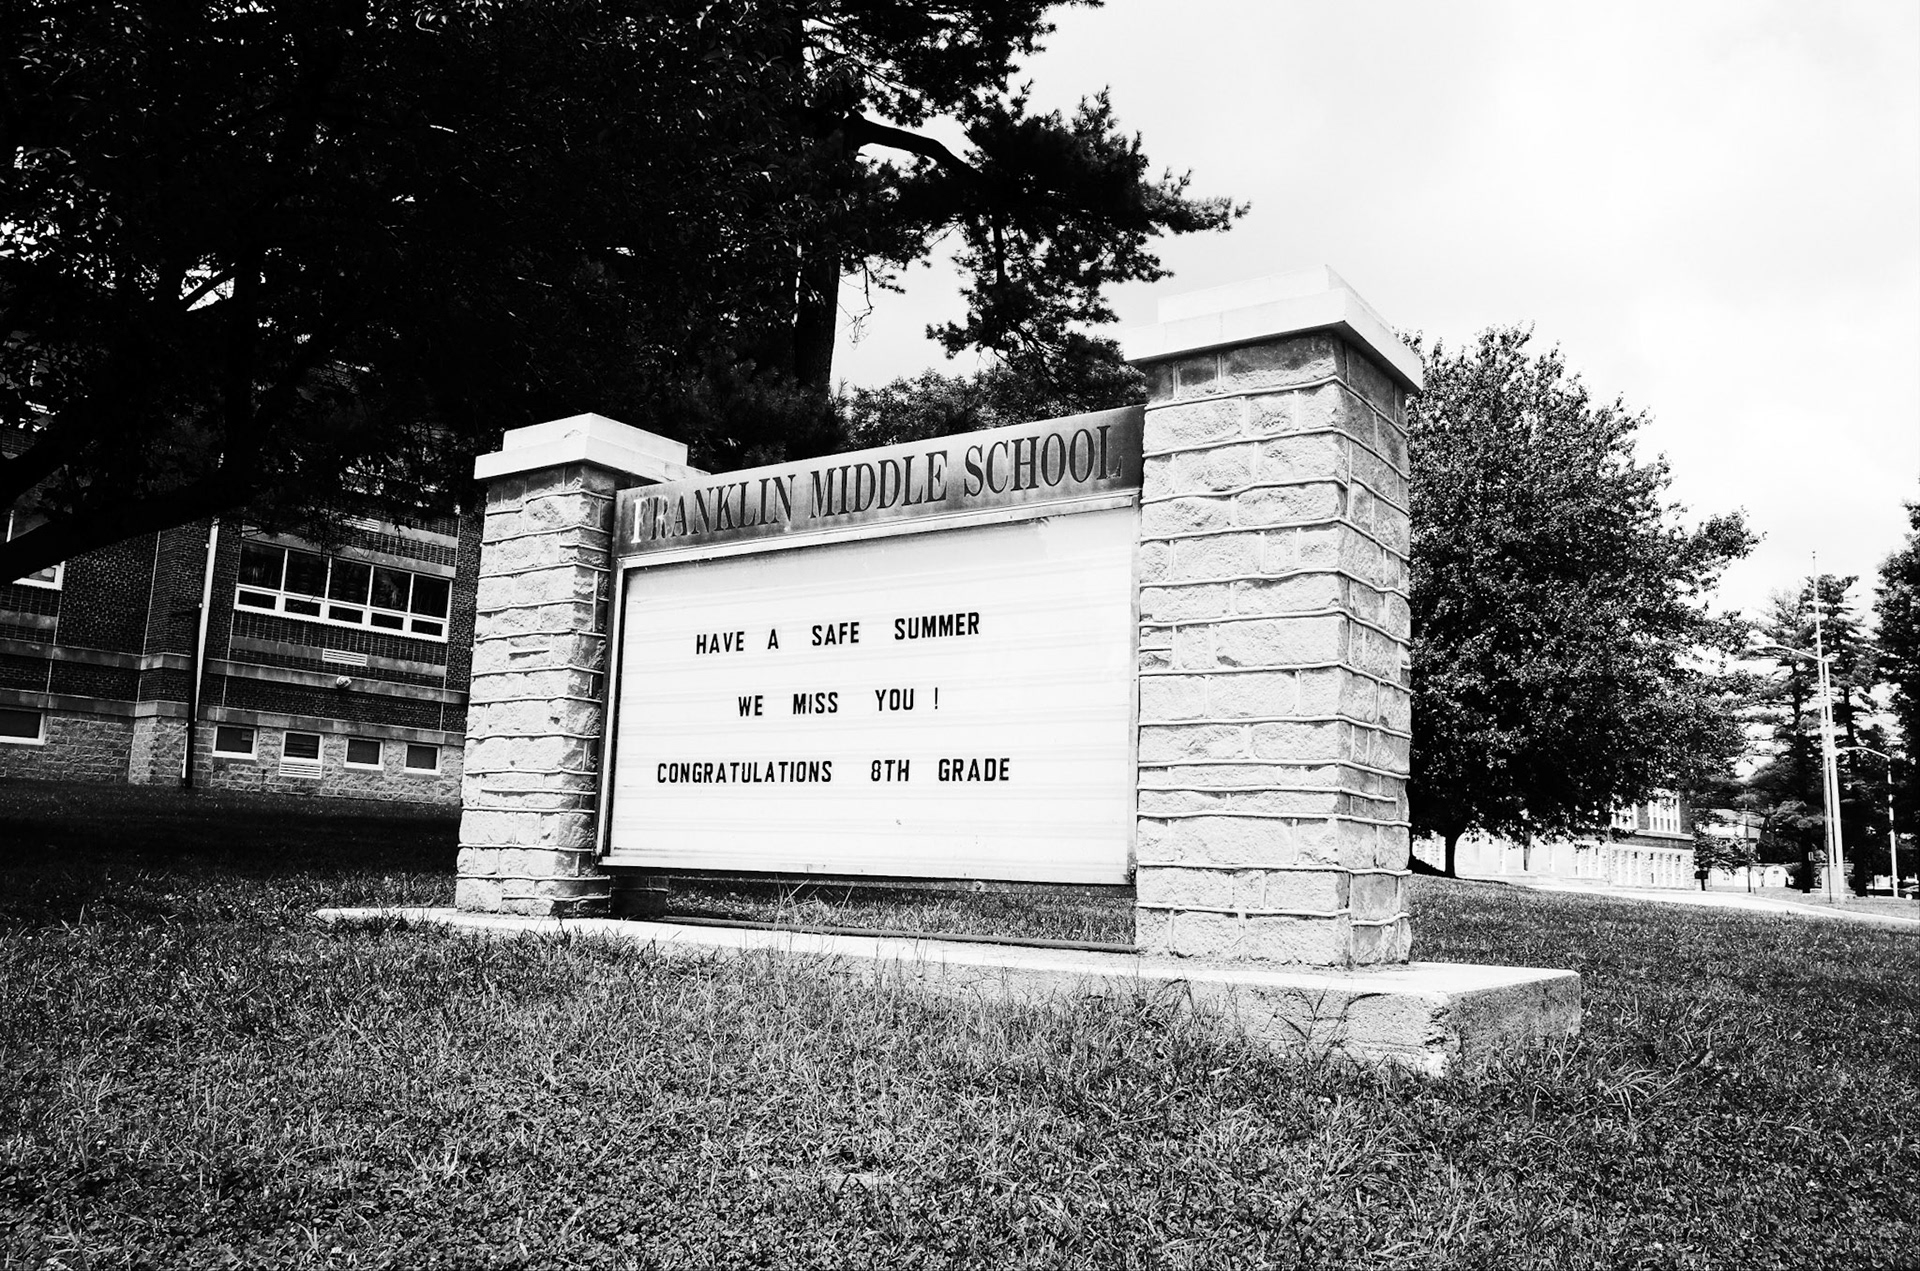 FRANKLIN MIDDLE SCHOOL
HAVE A SAFE SUMMER
WE MISS YOU !
CONGRATULATIONS 8TH GRADE